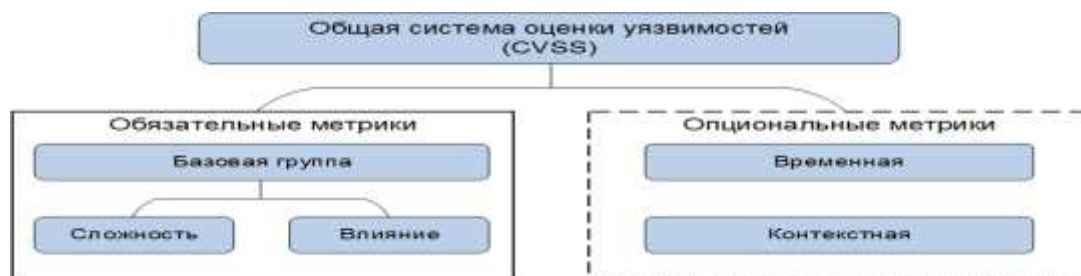 Общая система оценки уязвимостей
(CVSS)
Обязательные метрики
Базовая группа
Сложность
Влияние
Опциональные метрики
Временная
Контекстная